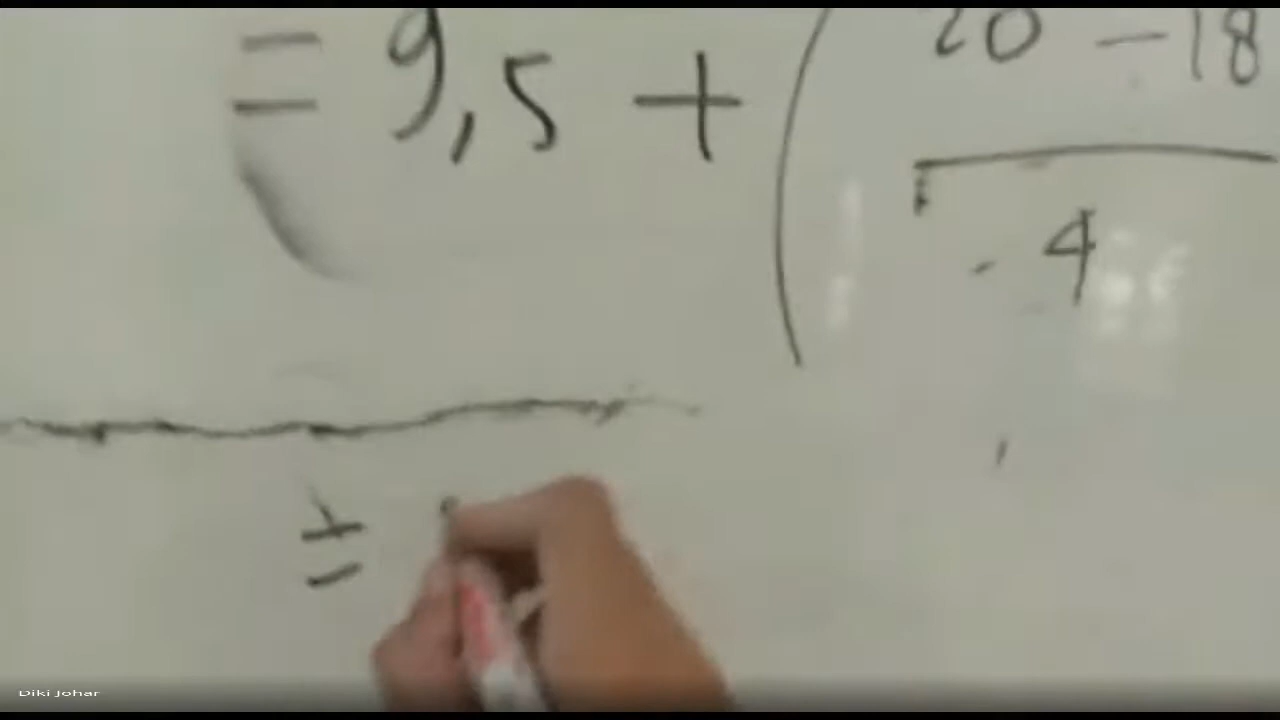 = 9,5 + ( 20 - 18
4
=
Diki Johar